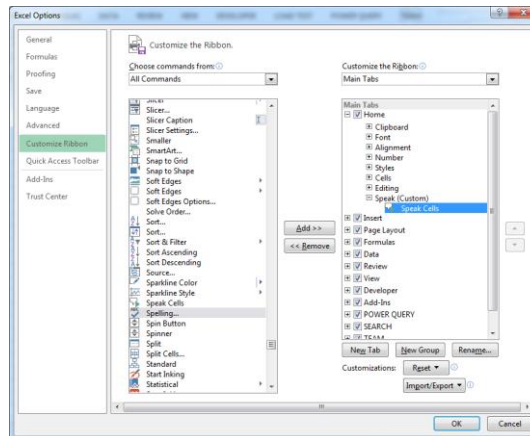 Excel Options
General
Formulas
Proofing
Save
Language
Advanced
Customize Ribbon
Quick Access Toolbar
Add-Ins
Trust Center
Customize the Ribbon.
Choose commands from:
All Commands
Slicer
Slicer...
Slicer Caption
Slicer Settings...
Smaller
SmartArt...
Snap to Grid
Snap to Shape
Soft Edges
Soft Edges
Soft Edges Options...
Solve Order...
Sort...
Sort...
Sort & Filter
Sort Ascending
Sort Descending
Source...
Sparkline Color
Sparkline Style
Speak Cells
Spelling...
Spin Button
Spinner
Split
Split Cells...
Standard
Start Inking
Statistical
Add >>
<< Remove
Customize the Ribbon:
Main Tabs
Main Tabs
Home
Clipboard
Font
Alignment
Number
Styles
Cells
Editing
Speak (Custom)
Speak Cells
Insert
Page Layout
Formulas
Data
Review
View
Developer
Add-Ins
POWER QUERY
SEARCH
TEAM
New Tab
New Group
Rename...
Customizations:
Reset
Import/Export
OK
Cancel